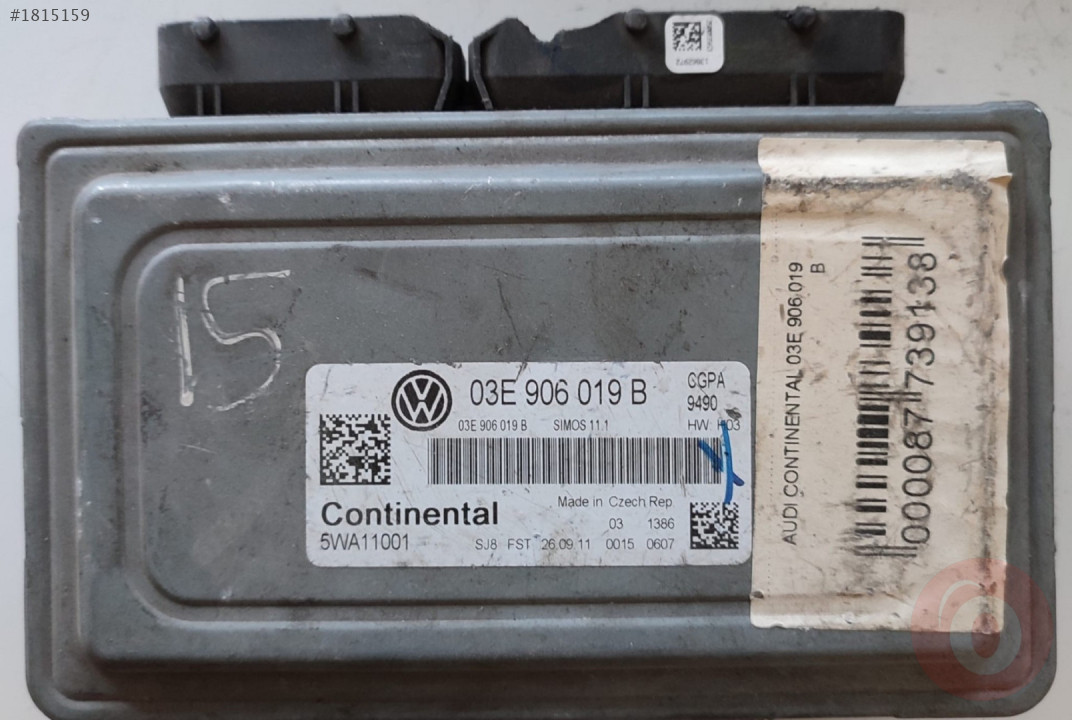 #1815159
15
03E 906 019 B
CGPA
9490
03E 906 019 B SIMOS 11.1
HW: H03
Made in Czech Rep
Continental
03 1386
5WA11001
SJ8 FST 26.09.11 0015 0607
AUDI CONTINENTAL 03E 906 019
B
000087739138